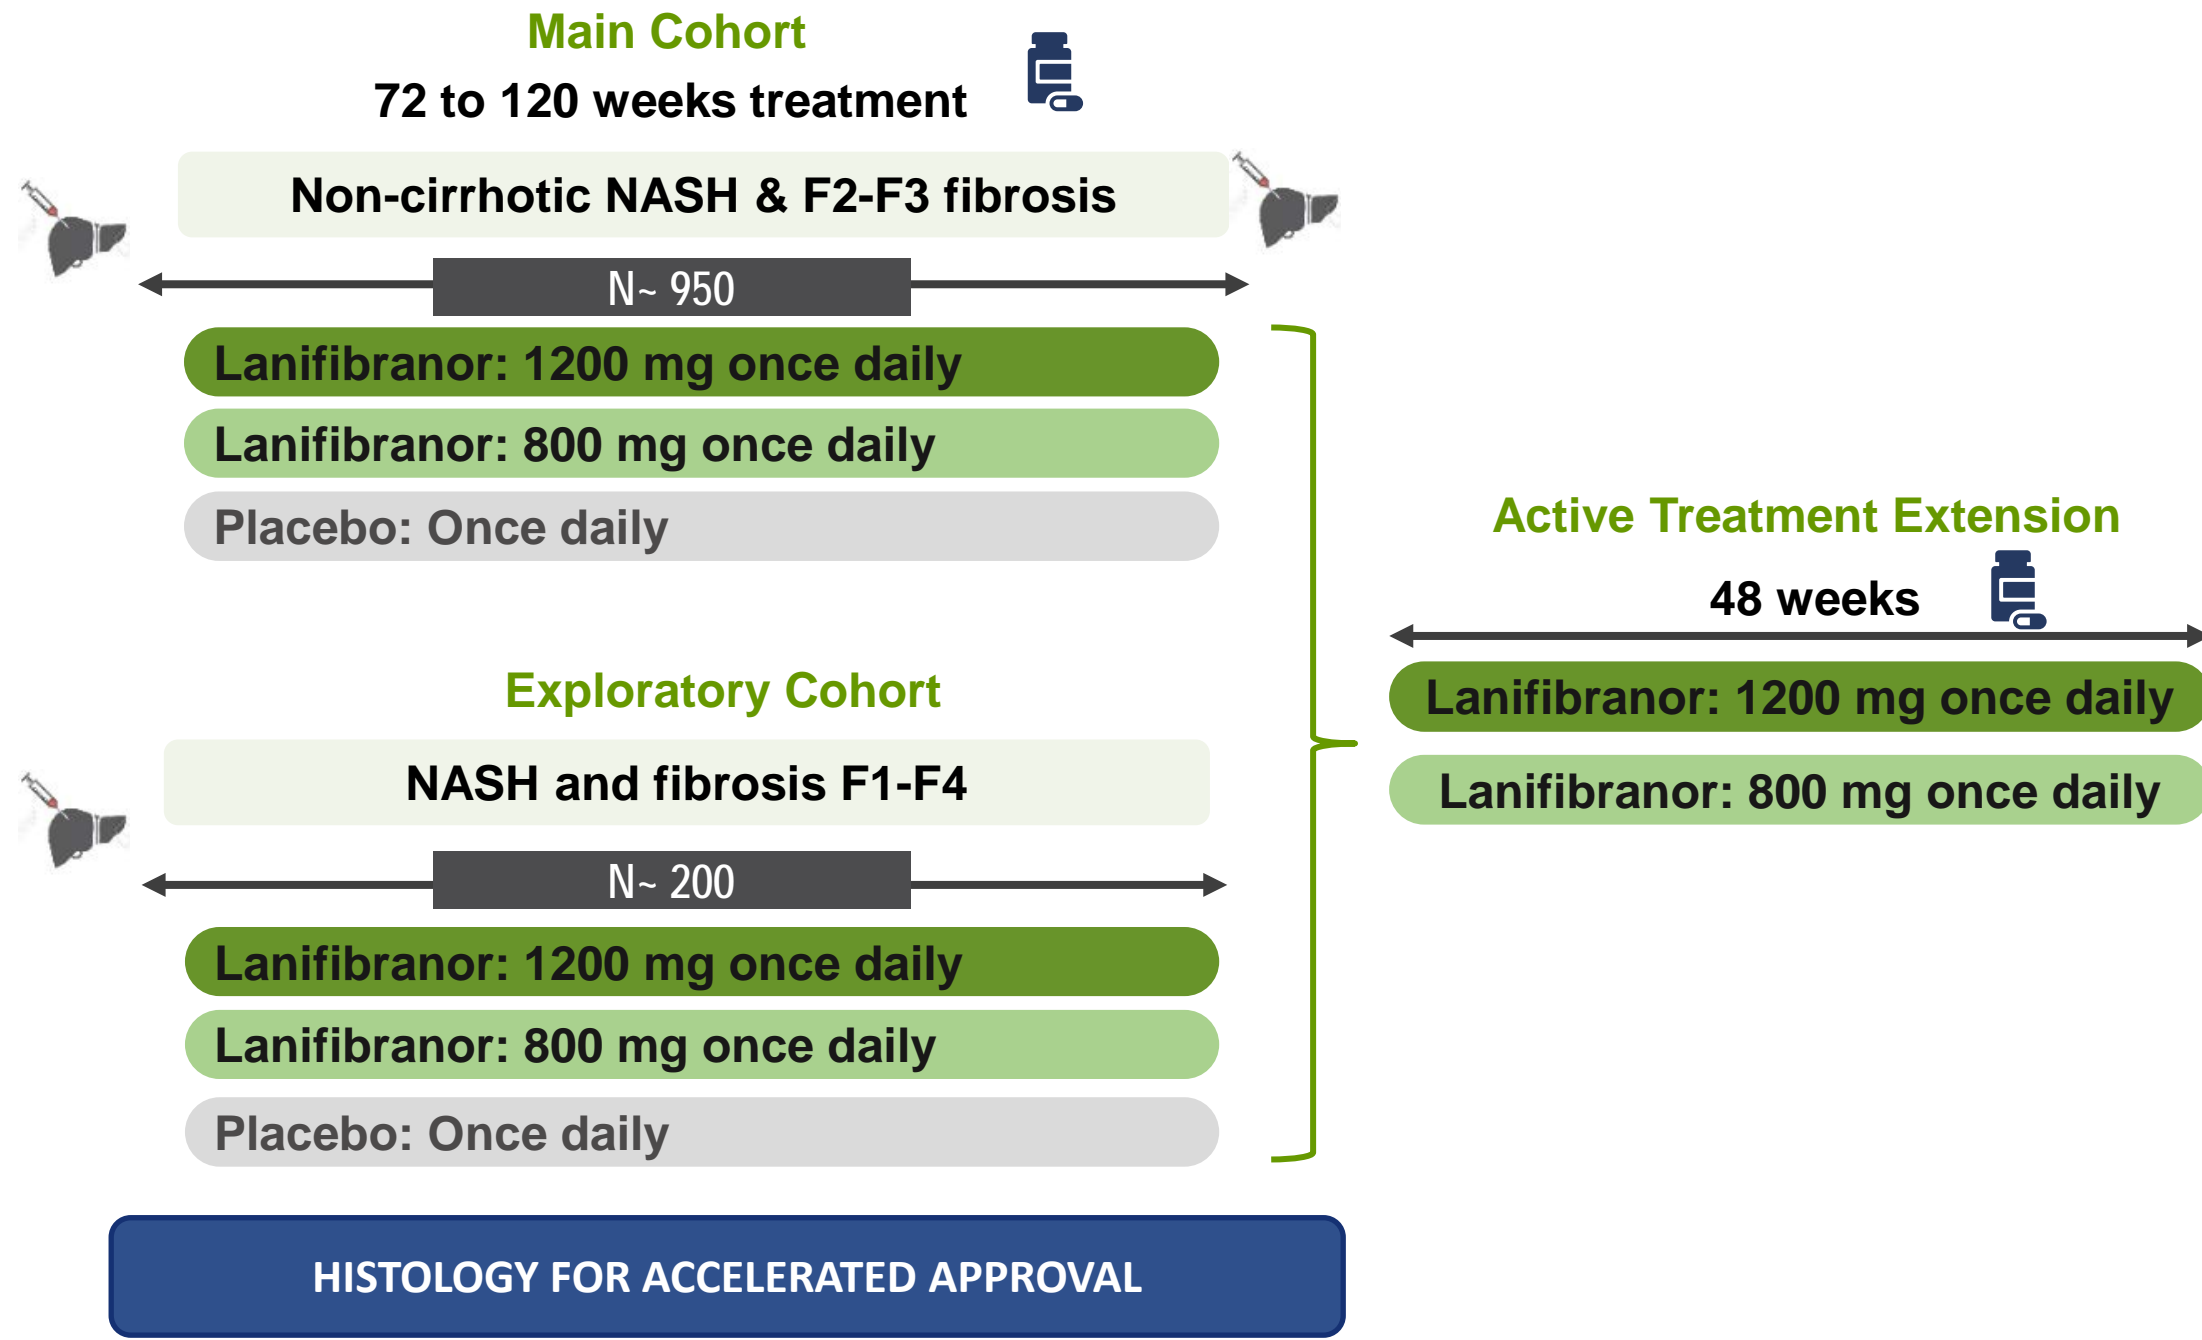 Main Cohort
72 to 120 weeks treatment
Non-cirrhotic NASH & F2-F3 fibrosis
N~ 950
Lanifibranor: 1200 mg once daily
Lanifibranor: 800 mg once daily
Placebo: Once daily
Exploratory Cohort
NASH and fibrosis F1-F4
N~ 200
Lanifibranor: 1200 mg once daily
Lanifibranor: 800 mg once daily
Placebo: Once daily
Active Treatment Extension
48 weeks
Lanifibranor: 1200 mg once daily
Lanifibranor: 800 mg once daily
HISTOLOGY FOR ACCELERATED APPROVAL